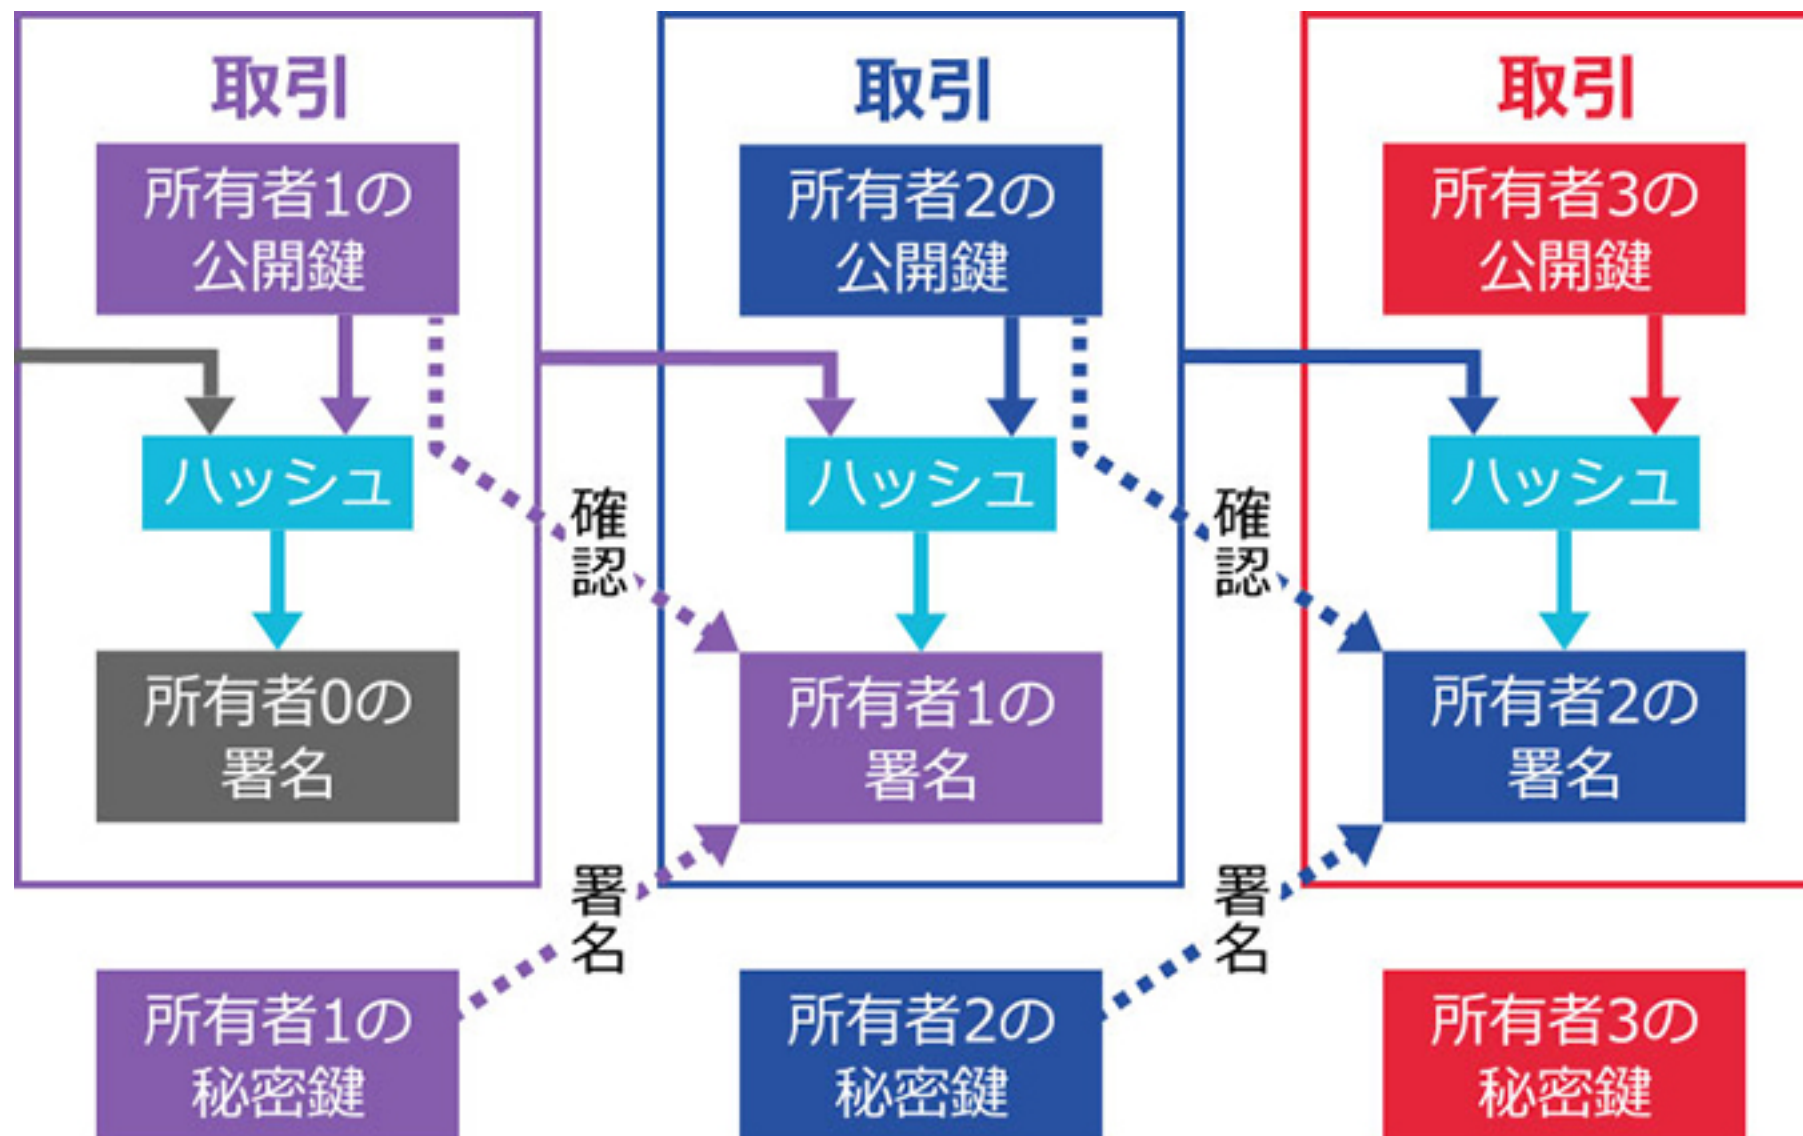 取引
所有者1の
公開鍵
ハッシュ
所有者0の
署名
取引
所有者2の
公開鍵
ハッシュ
所有者1の
署名
取引
所有者3の
公開鍵
ハッシュ
所有者2の
署名
確認
確認
署名
署名
所有者1の
秘密鍵
所有者2の
秘密鍵
所有者3の
秘密鍵